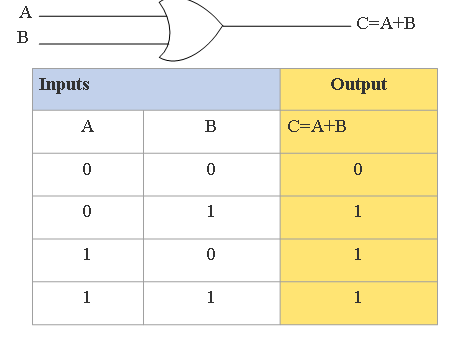 A
C=A+B
B
Inputs Output
A B C=A+B
0 0 0
0 1 1
1 0 1
1 1 1